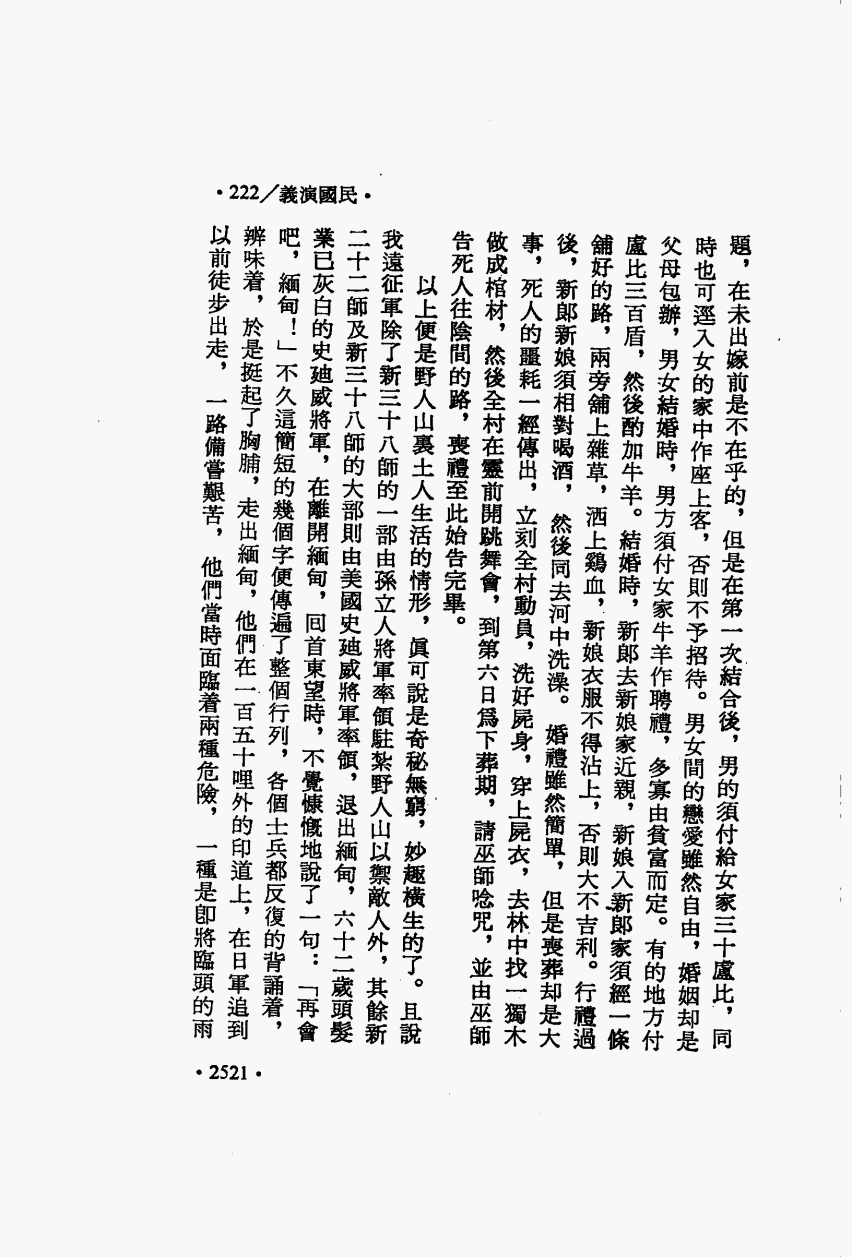 •222／義演國民•
題，在未出嫁前是不在乎的，但是在第一次結合後，男的須付給女家三十盧比，同
時也可逕入女的家中作座上客，否則不予招待。男女間的戀愛雖然自由，婚姻却是
父母包辦，男女結婚時，男方須付女家牛羊作聘禮，多寡由貧富而定。有的地方付
盧比三百盾，然後酌加牛羊。結婚時，新郎去新娘家近親，新娘入新郎家須經一條
舖好的路，兩旁舖上雜草，洒上鷄血，新娘衣服不得沾上，否則大不吉利。行禮過
後，新郎新娘須相對喝酒，然後同去河中洗澡。婚禮雖然簡單，但是喪葬却是大
事，死人的噩耗一經傳出，立刻全村動員，洗好屍身，穿上屍衣，去林中找一獨木
做成棺材，然後全村在靈前開跳舞會，到第六日爲下葬期，請巫師唸咒，並由巫師
告死人往陰間的路，喪禮至此始告完畢。
以上便是野人山裏土人生活的情形，眞可說是奇秘無窮，妙趣橫生的了。且說
我遠征軍除了新三十八師的一部由孫立人將軍率領駐紮野人山以禦敵人外，其餘新
二十二師及新三十八師的大部則由美國史廸威將軍率領，退出緬甸，六十二歲頭髮
業已灰白的史廸威將軍，在離開緬甸，囘首東望時，不覺慷慨地說了一句：「再會
吧，緬甸！」不久這簡短的幾個字便傳遍了整個行列，各個士兵都反復的背誦着，
辨味着，於是挺起了胸脯，走出緬甸，他們在一百五十哩外的印道上，在日軍追到
以前徒步出走，一路備嘗艱苦，他們當時面臨着兩種危險，一種是卽將臨頭的雨
•2521•